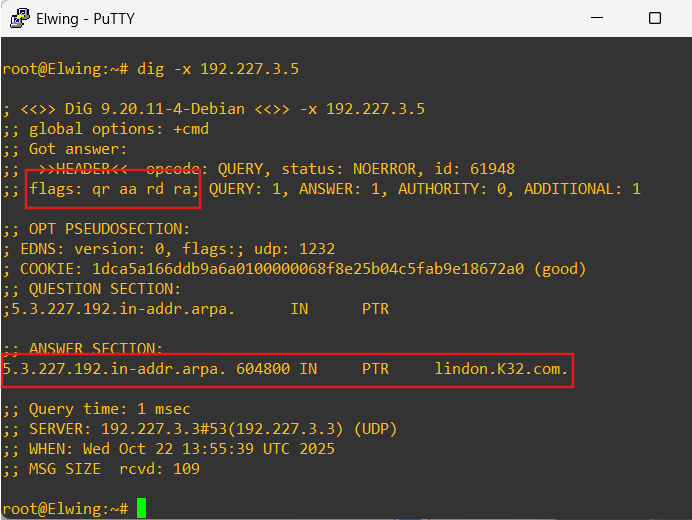 Elwing - PuTTY
root@Elwing:~# dig -x 192.227.3.5
; <<>> DiG 9.20.11-4-Debian <<>> -x 192.227.3.5
;; global options: +cmd
;; Got answer:
;; ->>HEADER<<- opcode: QUERY, status: NOERROR, id: 61948
;; flags: qr aa rd ra; QUERY: 1, ANSWER: 1, AUTHORITY: 0, ADDITIONAL: 1
;; OPT PSEUDOSECTION:
; EDNS: version: 0, flags:; udp: 1232
; COOKIE: 1dca5a166ddb9a6a0100000068f8e25b04c5fab9e18672a0 (good)
;; QUESTION SECTION:
;5.3.227.192.in-addr.arpa. IN PTR
;; ANSWER SECTION:
5.3.227.192.in-addr.arpa. 604800 IN PTR lindon.K32.com.
;; Query time: 1 msec
;; SERVER: 192.227.3.3#53(192.227.3.3) (UDP)
;; WHEN: Wed Oct 22 13:55:39 UTC 2025
;; MSG SIZE rcvd: 109
root@Elwing:~#